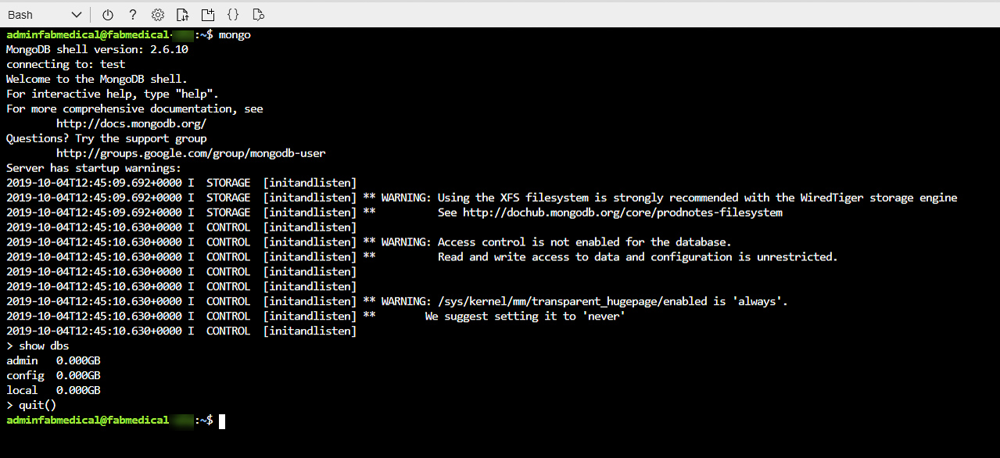 Bash
adminfabmedical@fabmedical- :~$ mongo
MongoDB shell version: 2.6.10
connecting to: test
Welcome to the MongoDB shell.
For interactive help, type "help".
For more comprehensive documentation, see
        http://docs.mongodb.org/
Questions? Try the support group
        http://groups.google.com/group/mongodb-user
Server has startup warnings:
2019-10-04T12:45:09.692+0000 I  STORAGE  [initandlisten]
2019-10-04T12:45:09.692+0000 I  STORAGE  [initandlisten] ** WARNING: Using the XFS filesystem is strongly recommended with the WiredTiger storage engine
2019-10-04T12:45:09.692+0000 I  STORAGE  [initandlisten] **          See http://dochub.mongodb.org/core/prodnotes-filesystem
2019-10-04T12:45:10.630+0000 I  CONTROL  [initandlisten]
2019-10-04T12:45:10.630+0000 I  CONTROL  [initandlisten] ** WARNING: Access control is not enabled for the database.
2019-10-04T12:45:10.630+0000 I  CONTROL  [initandlisten] **          Read and write access to data and configuration is unrestricted.
2019-10-04T12:45:10.630+0000 I  CONTROL  [initandlisten]
2019-10-04T12:45:10.630+0000 I  CONTROL  [initandlisten]
2019-10-04T12:45:10.630+0000 I  CONTROL  [initandlisten] ** WARNING: /sys/kernel/mm/transparent_hugepage/enabled is 'always'.
2019-10-04T12:45:10.630+0000 I  CONTROL  [initandlisten] **        We suggest setting it to 'never'
2019-10-04T12:45:10.630+0000 I  CONTROL  [initandlisten]
> show dbs
admin   0.000GB
config  0.000GB
local   0.000GB
> quit()
adminfabmedical@fabmedical :~$